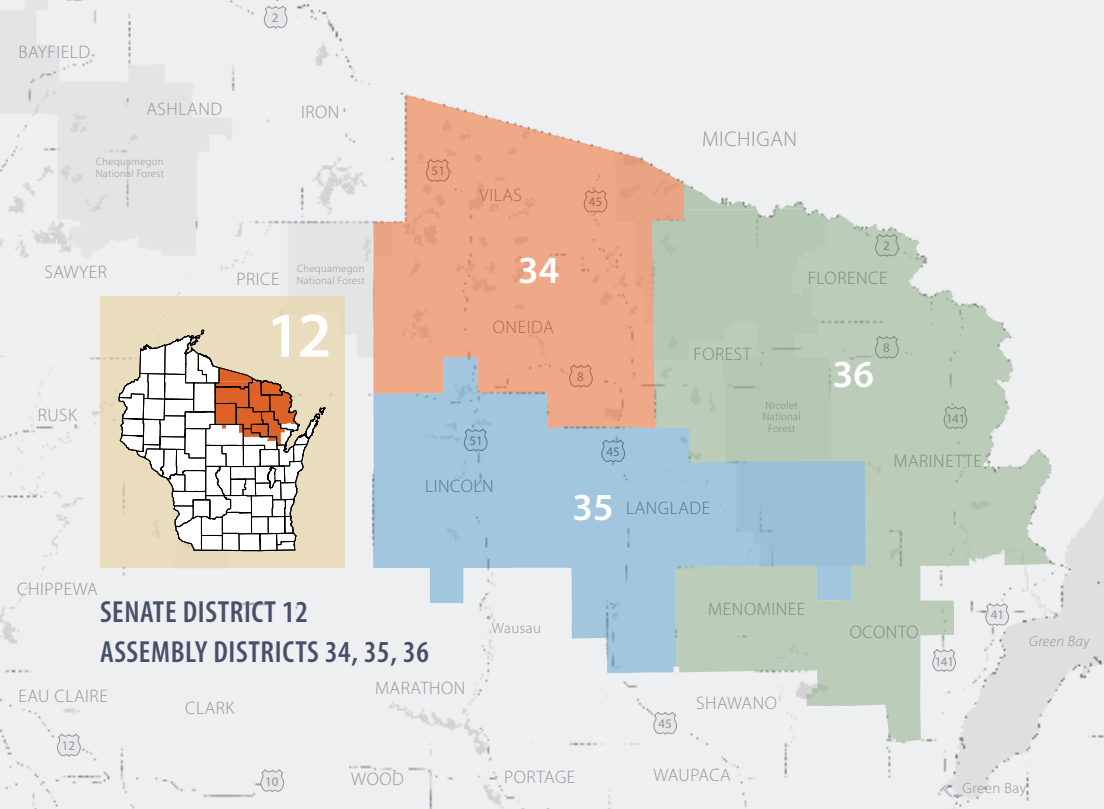 2
BAYFIELD
ASHLAND
IRON
MICHIGAN
Chequamegon
National Forest
51
VILAS
45
2
SAWYER
PRICE
Chequamegon
National Forest
34
FLORENCE
12
ONEIDA
8
FOREST
8
36
RUSK
Nicolet
National
Forest
141
51
45
MARINETTE
LINCOLN
35
LANGLADE
CHIPPEWA
SENATE DISTRICT 12
ASSEMBLY DISTRICTS 34, 35, 36
Wausau
MENOMINEE
OCONTO
41
Green Bay
141
EAU CLAIRE
CLARK
MARATHON
SHAWANO
45
12
10
WOOD
PORTAGE
WAUPACA
Green Bay